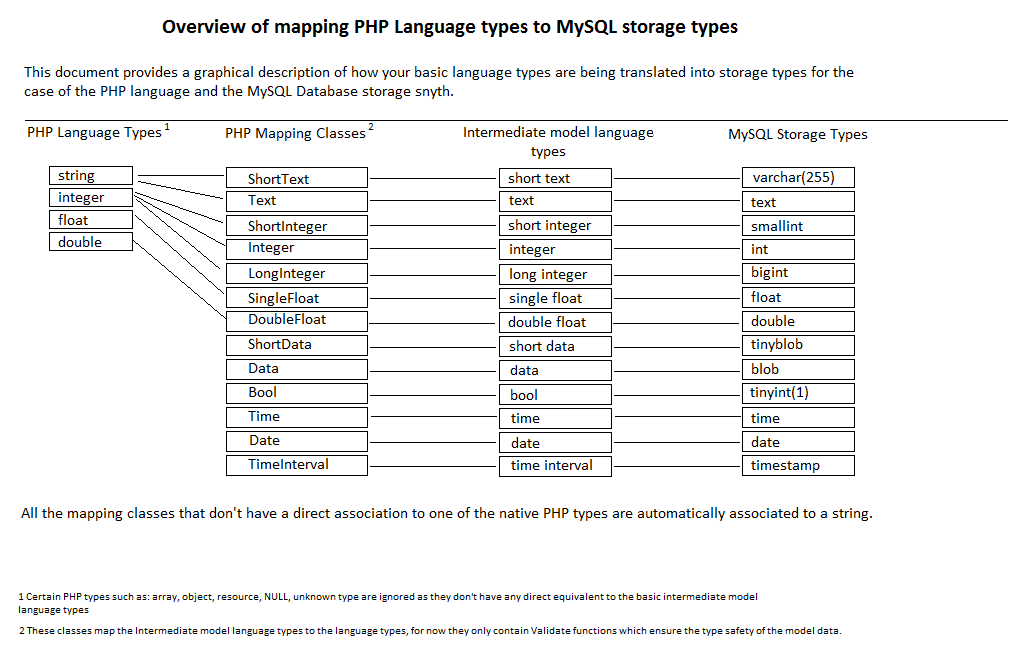 Overview of mapping PHP Language types to MySQL storage types
This document provides a graphical description of how your basic language types are being translated into storage types for the
case of the PHP language and the MySQL Database storage snyth.
PHP Language Types 1 PHP Mapping Classes 2 Intermediate model language MySQL Storage Types
types
string ShortText short text varchar(255)
integer Text text text
float ShortInteger short integer smallint
double Integer integer int
LongInteger long integer bigint
SingleFloat single float float
DoubleFloat double float double
ShortData short data tinyblob
Data data blob
Bool bool tinyint(1)
Time time time
Date date date
TimeInterval time interval timestamp
All the mapping classes that don't have a direct association to one of the native PHP types are automatically associated to a string.
1 Certain PHP types such as: array, object, resource, NULL, unknown type are ignored as they don't have any direct equivalent to the basic intermediate model
language types
2 These classes map the Intermediate model language types to the language types, for now they only contain Validate functions which ensure the type safety of the model data.